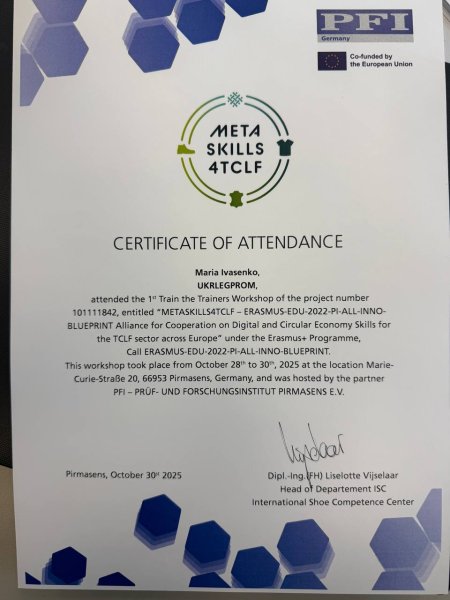 PFI
Germany
Co-funded by
the European Union
META
SKILLS
4TCLF
CERTIFICATE OF ATTENDANCE
Maria Ivasenko,
UKRLEGPROM,
attended the 1st Train the Trainers Workshop of the project number
101111842, entitled "METASKILLS4TCLF – ERASMUS-EDU-2022-PI-ALL-INNO-
BLUEPRINT Alliance for Cooperation on Digital and Circular Economy Skills for
the TCLF sector across Europe" under the Erasmus+ Programme,
Call ERASMUS-EDU-2022-PI-ALL-INNO-BLUEPRINT.
This workshop took place from October 28th to 30th, 2025 at the location Marie-
Curie-Straße 20, 66953 Pirmasens, Germany, and was hosted by the partner
PFI – PRÜF- UND FORSCHUNGSINSTITUT PIRMASENS E.V.
Pirmasens, October 30st 2025
Dipl.-Ing.(FH) Liselotte Vijselaar
Head of Departement ISC
International Shoe Competence Center